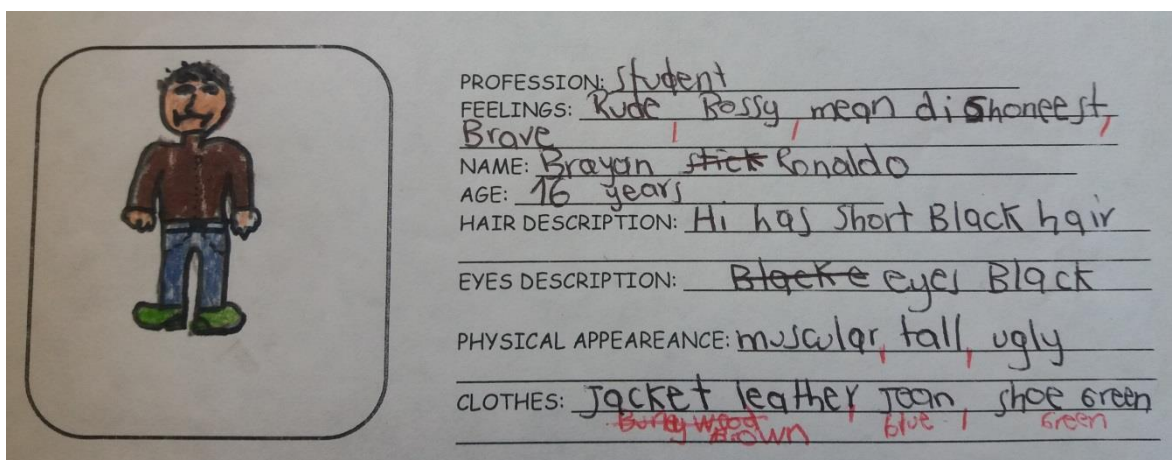 PROFESSION: Student
FEELINGS: Rude, Bossy, mean dishoneest,
Brave
NAME: Brayan stick Ronaldo
AGE: 16 years
HAIR DESCRIPTION: Hi has short Black hair
EYES DESCRIPTION: Blacke eyes Black
PHYSICAL APPEAREANCE: muscular, tall, ugly
CLOTHES: Jacket leather, Jean, shoe Green
Brown blue Green